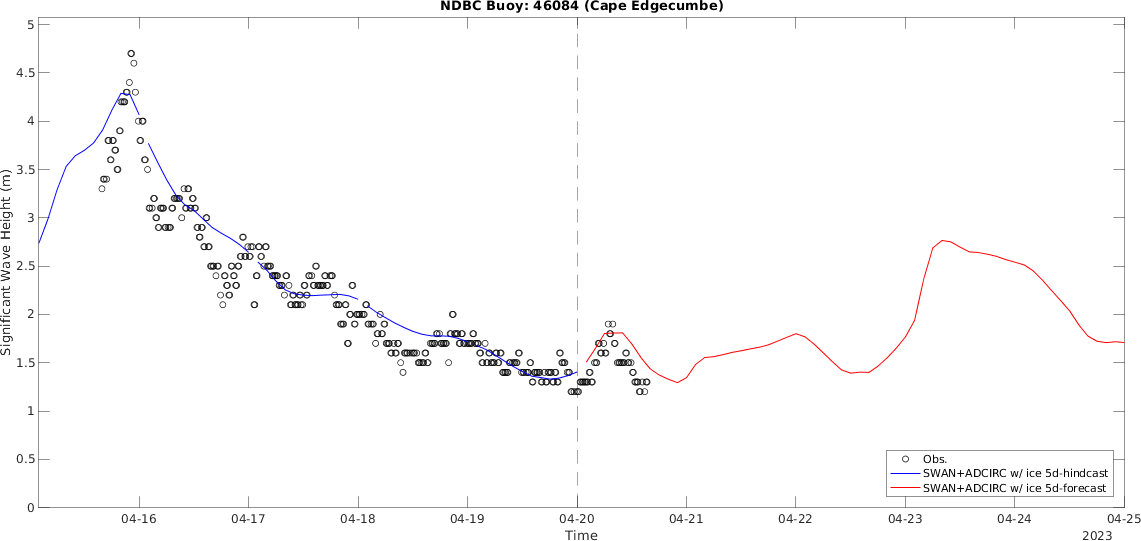 NDBC Buoy: 46084 (Cape Edgecumbe)
5
4.5
4
3.5
3
2.5
2
1.5
1
0.5
0
Significant Wave Height (m)
Obs.
SWAN+ADCIRC w/ ice 5d-hindcast
SWAN+ADCIRC w/ ice 5d-forecast
04-16 04-17 04-18 04-19 04-20 04-21 04-22 04-23 04-24 04-25
Time
2023